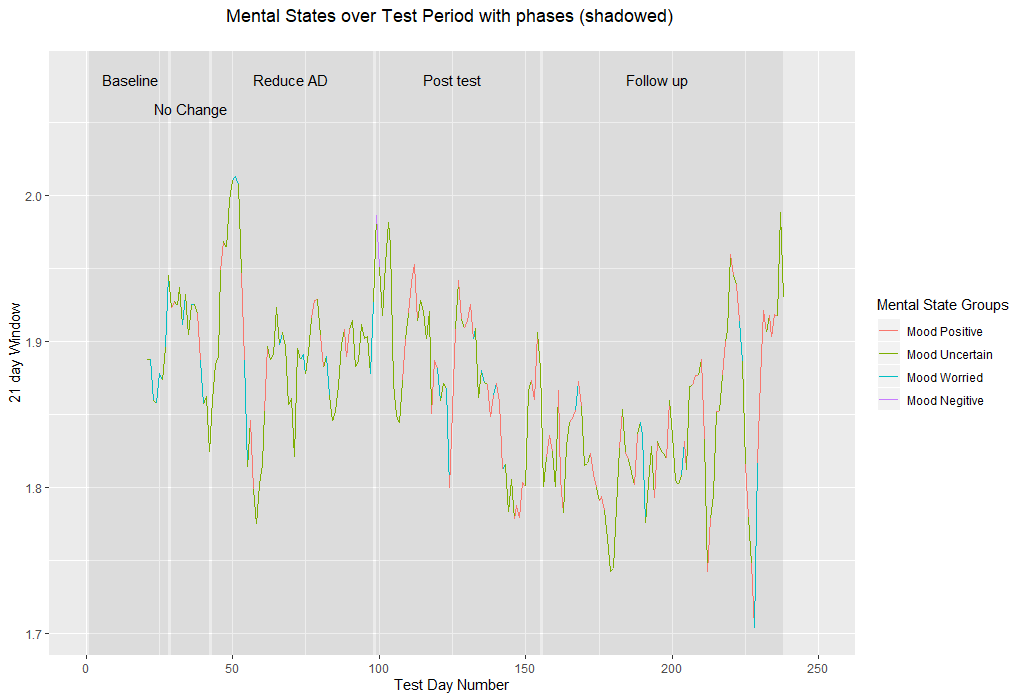 Mental States over Test Period with phases (shadowed)
Baseline
Reduce AD
Post test
Follow up
No Change
2.0
1.9
1.8
1.7
21 day Window
0
50
100
150
200
250
Test Day Number
Mental State Groups
Mood Positive
Mood Uncertain
Mood Worried
Mood Negitive